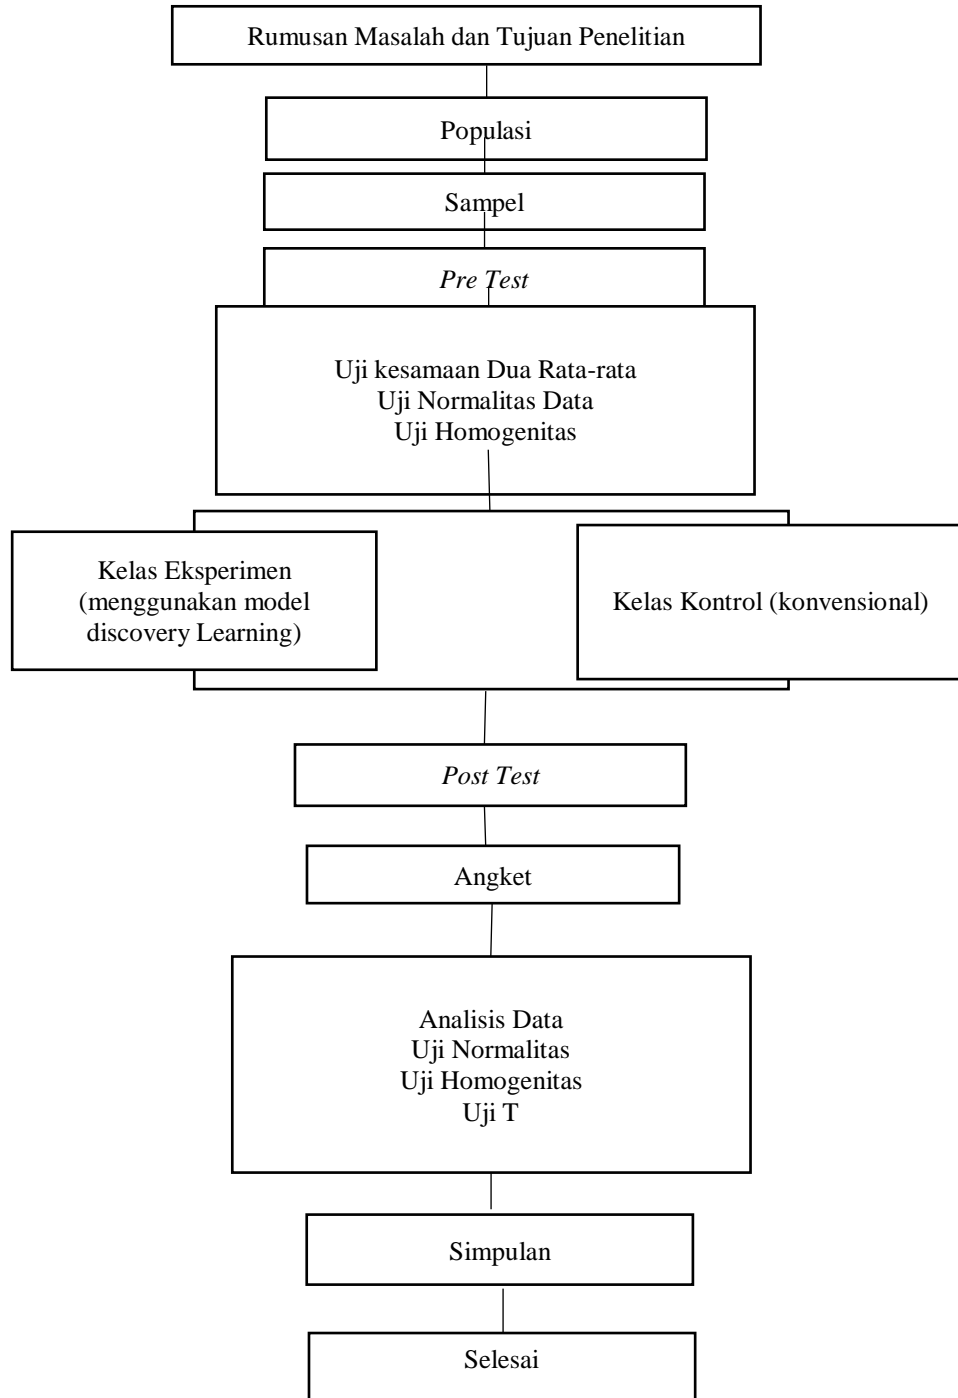 Rumusan Masalah dan Tujuan Penelitian
Populasi
Sampel
Pre Test
Uji kesamaan Dua Rata-rata
Uji Normalitas Data
Uji Homogenitas
Kelas Eksperimen
(menggunakan model
discovery Learning)
Kelas Kontrol (konvensional)
Post Test
Angket
Analisis Data
Uji Normalitas
Uji Homogenitas
Uji T
Simpulan
Selesai